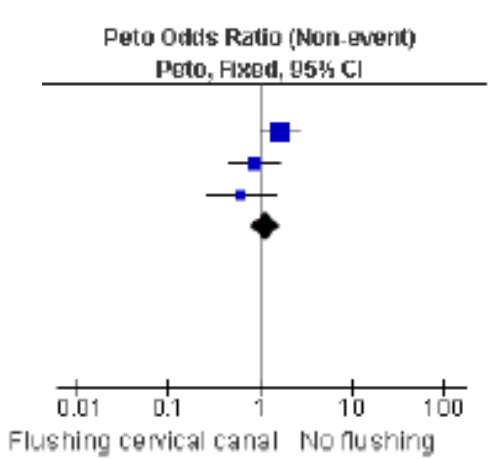 Peto Odds Ratio (Non-event)
Peto, Fixed, 95% CI
0.01 0.1 1 10 100
Flushing cervical canal No flushing